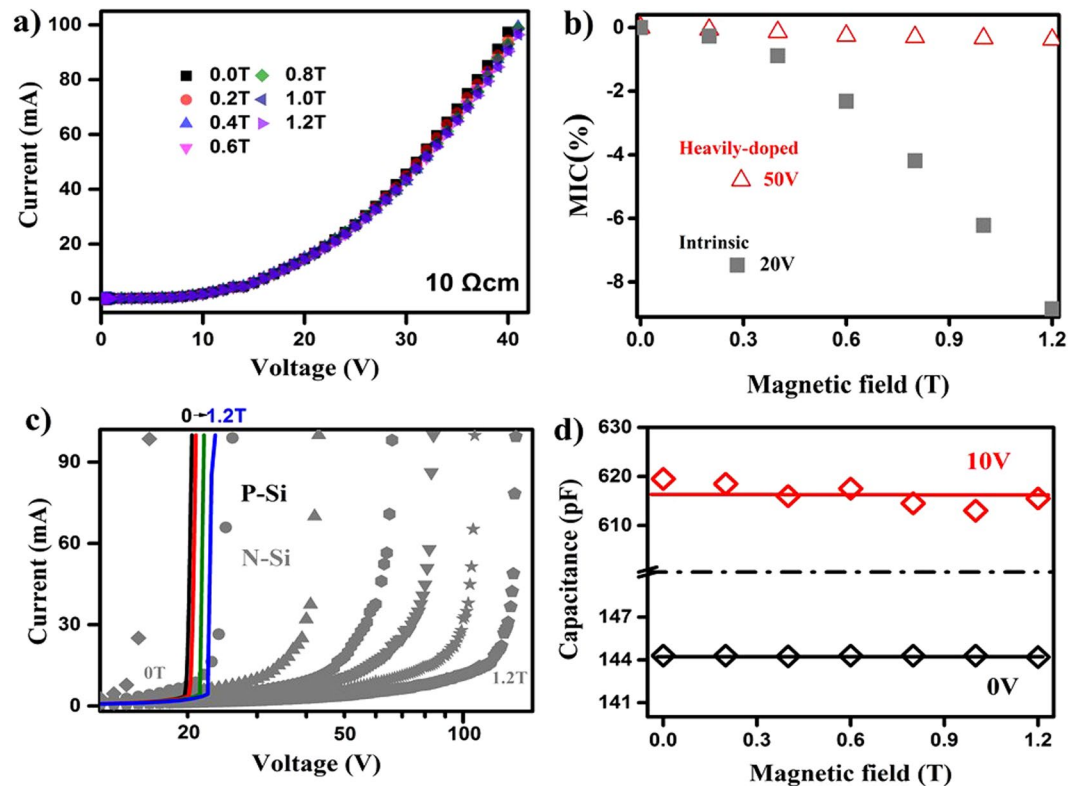 a)
100
80
60
40
20
0
Current (mA)
0.0T
0.2T
0.4T
0.6T
0.8T
1.0T
1.2T
10 Ωcm
0 10 20 30 40
Voltage (V)
b)
0
-2
-4
-6
-8
MIC(%)
Heavily-doped
50V
Intrinsic
20V
0.0 0.3 0.6 0.9 1.2
Magnetic field (T)
c)
0→1.2T
90
60
30
0
Current (mA)
P-Si
N-Si
0T
1.2T
20 50 100
Voltage (V)
d)
630
620
610
147
144
141
Capacitance (pF)
10V
0V
0.0 0.3 0.6 0.9 1.2
Magnetic field (T)